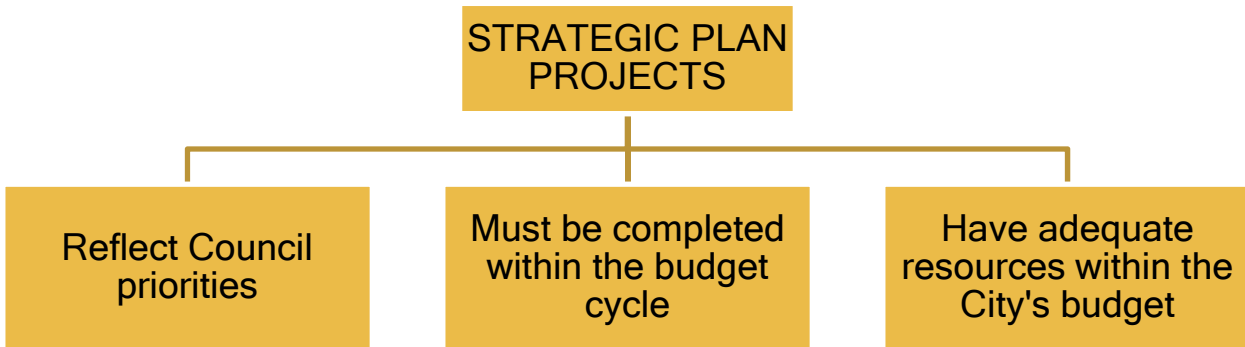 STRATEGIC PLAN
PROJECTS
Reflect Council
priorities
Must be completed
within the budget
cycle
Have adequate
resources within the
City's budget